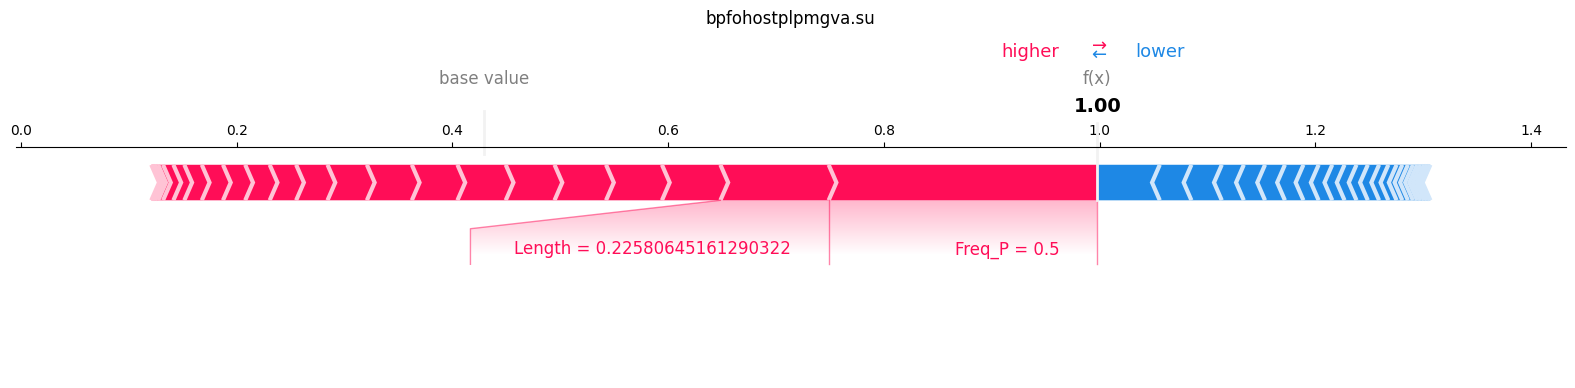 bpfohostplpmgva.su
higher → ← lower
base value f(x)
1.00
0.0 0.2 0.4 0.6 0.8 1.0 1.2 1.4
Length = 0.22580645161290322 Freq_P = 0.5